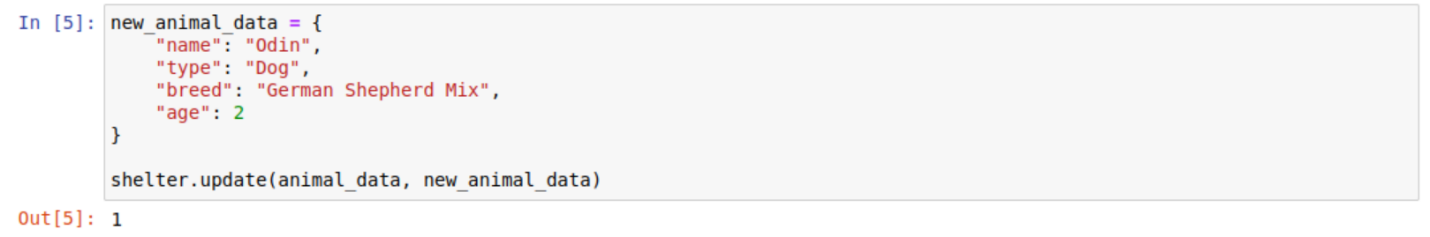 In [5]: new_animal_data = {
    "name": "Odin",
    "type": "Dog",
    "breed": "German Shepherd Mix",
    "age": 2
}
shelter.update(animal_data, new_animal_data)
Out[5]: 1